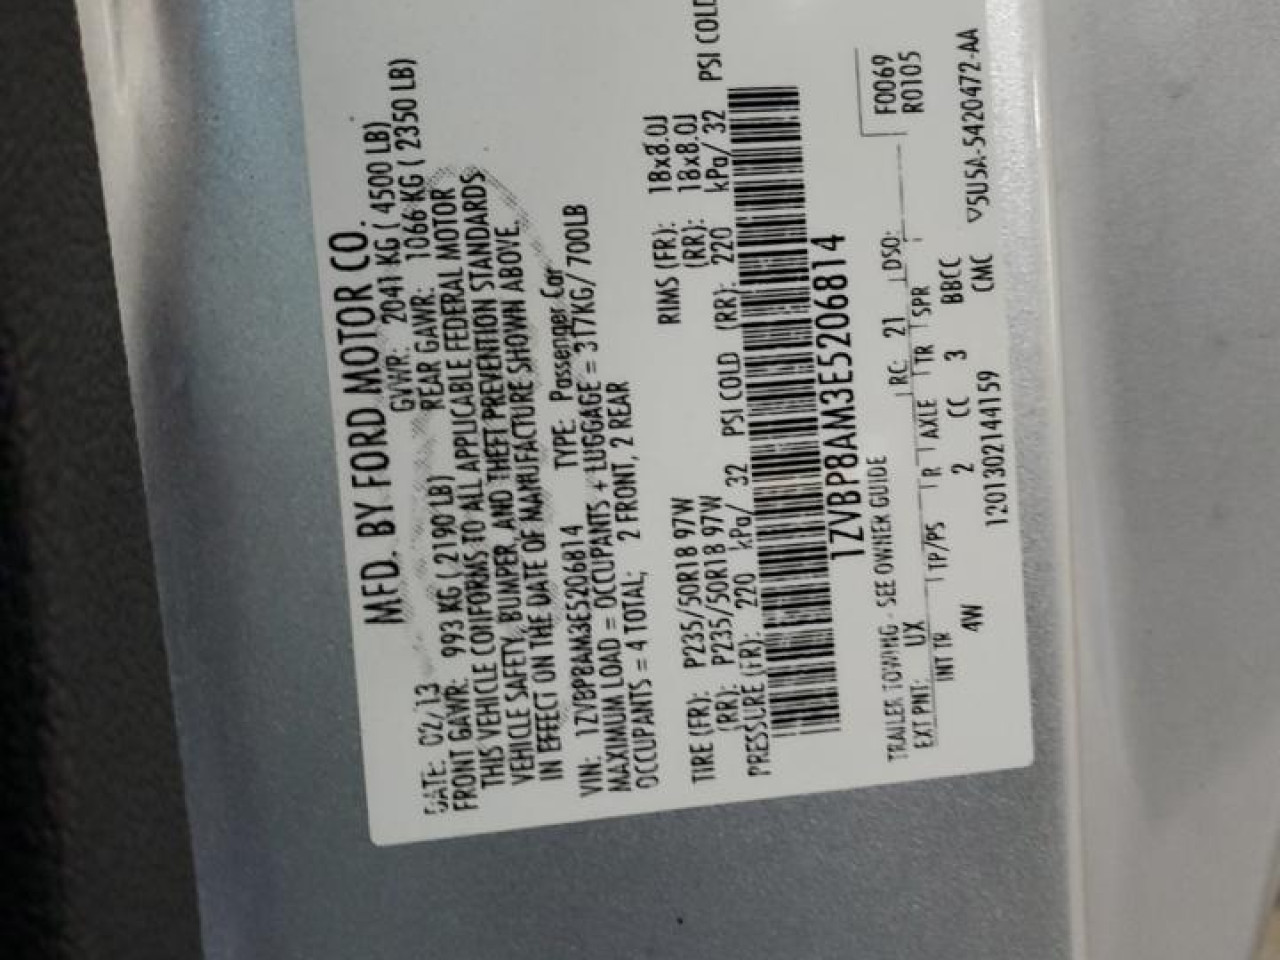 MFD. BY FORD MOTOR CO.
DATE: 02/13 GVWR: 2041 KG ( 4500 LB)
FRONT GAWR: 993 KG ( 2190 LB) REAR GAWR: 1066 KG ( 2350 LB)
THIS VEHICLE CONFORMS TO ALL APPLICABLE FEDERAL MOTOR
VEHICLE SAFETY, BUMPER, AND THEFT PREVENTION STANDARDS
IN EFFECT ON THE DATE OF MANUFACTURE SHOWN ABOVE.
VIN: 1ZVBP8AM3E5206814 TYPE: Passenger Car
MAXIMUM LOAD = OCCUPANTS + LUGGAGE = 317KG/ 700LB
OCCUPANTS = 4 TOTAL; 2 FRONT, 2 REAR
TIRE (FR): P235/50R18 97W RIMS (FR): 18x8.0J
(RR): P235/50R18 97W (RR): 18x8.0J
PRESSURE (FR): 220 kPa/ 32 PSI COLD (RR): 220 kPa/ 32 PSI COLD
1ZVBP8AM3E5206814
TRAILER TOWING - SEE OWNER GUIDE F0069
EXT PNT: UX RC: 21 DSO: R0105
INT TR TP/PS R AXLE TR SPR
4W 2 CC 3 BBCC
1201302144159 CMC ▽5U5A-5420472-AA